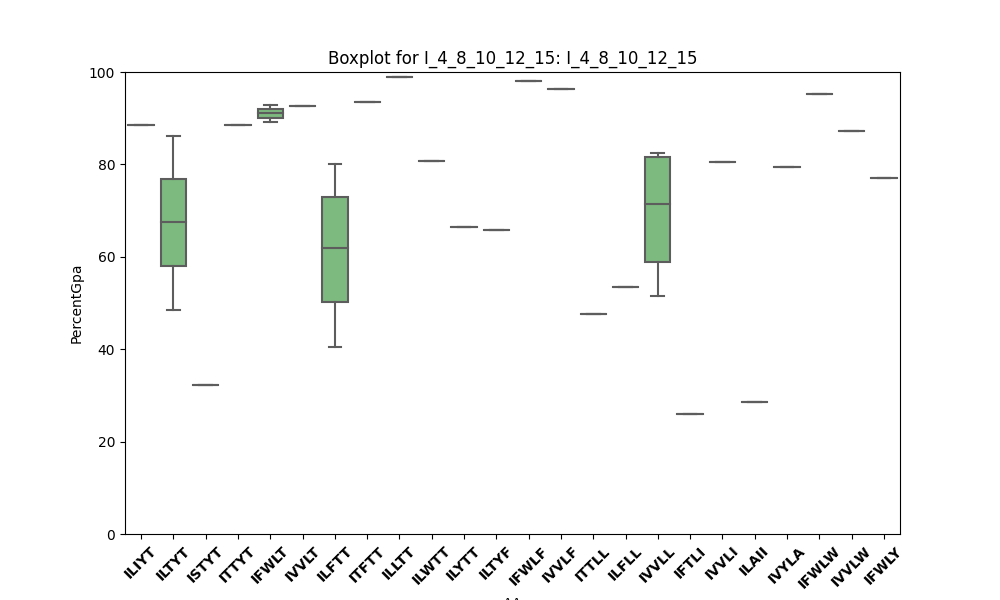 Boxplot for I_4_8_10_12_15: I_4_8_10_12_15
100
80
60
40
20
0
PercentGpa
ILIYT
ILTYT
ISTYT
ITTYT
IFWLT
IVVLT
ILFTT
ITFTT
ILLTT
ILWTT
ILYTT
ILTYF
IFWLF
IVVLF
ITTLL
ILFLL
IVVLL
IFTLI
IVVLI
ILAII
IVYLA
IFWLW
IVVLW
IFWLY